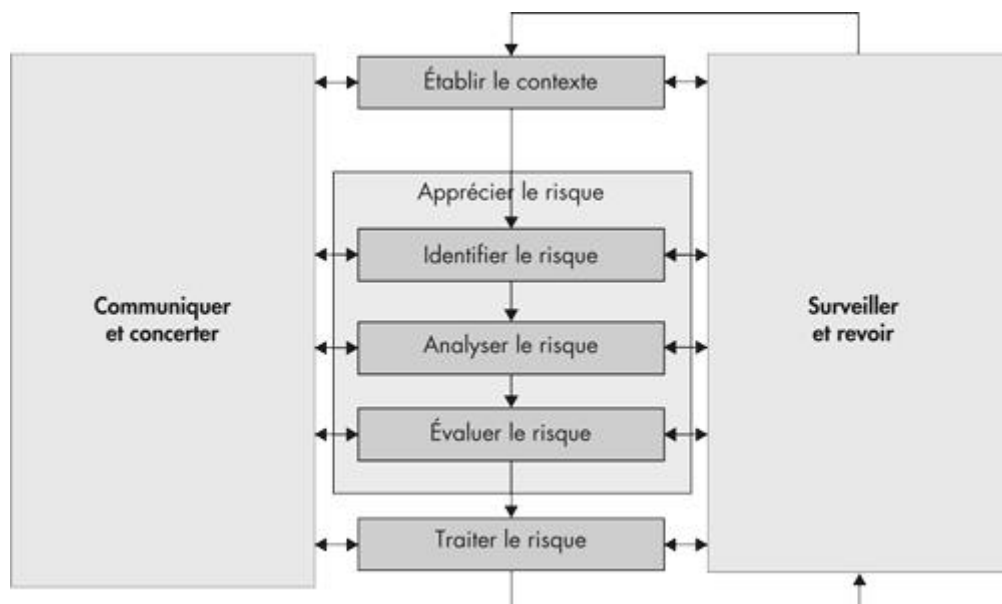 Établir le contexte
Apprécier le risque
Identifier le risque
Communiquer
et concerter
Analyser le risque
Évaluer le risque
Traiter le risque
Surveiller
et revoir